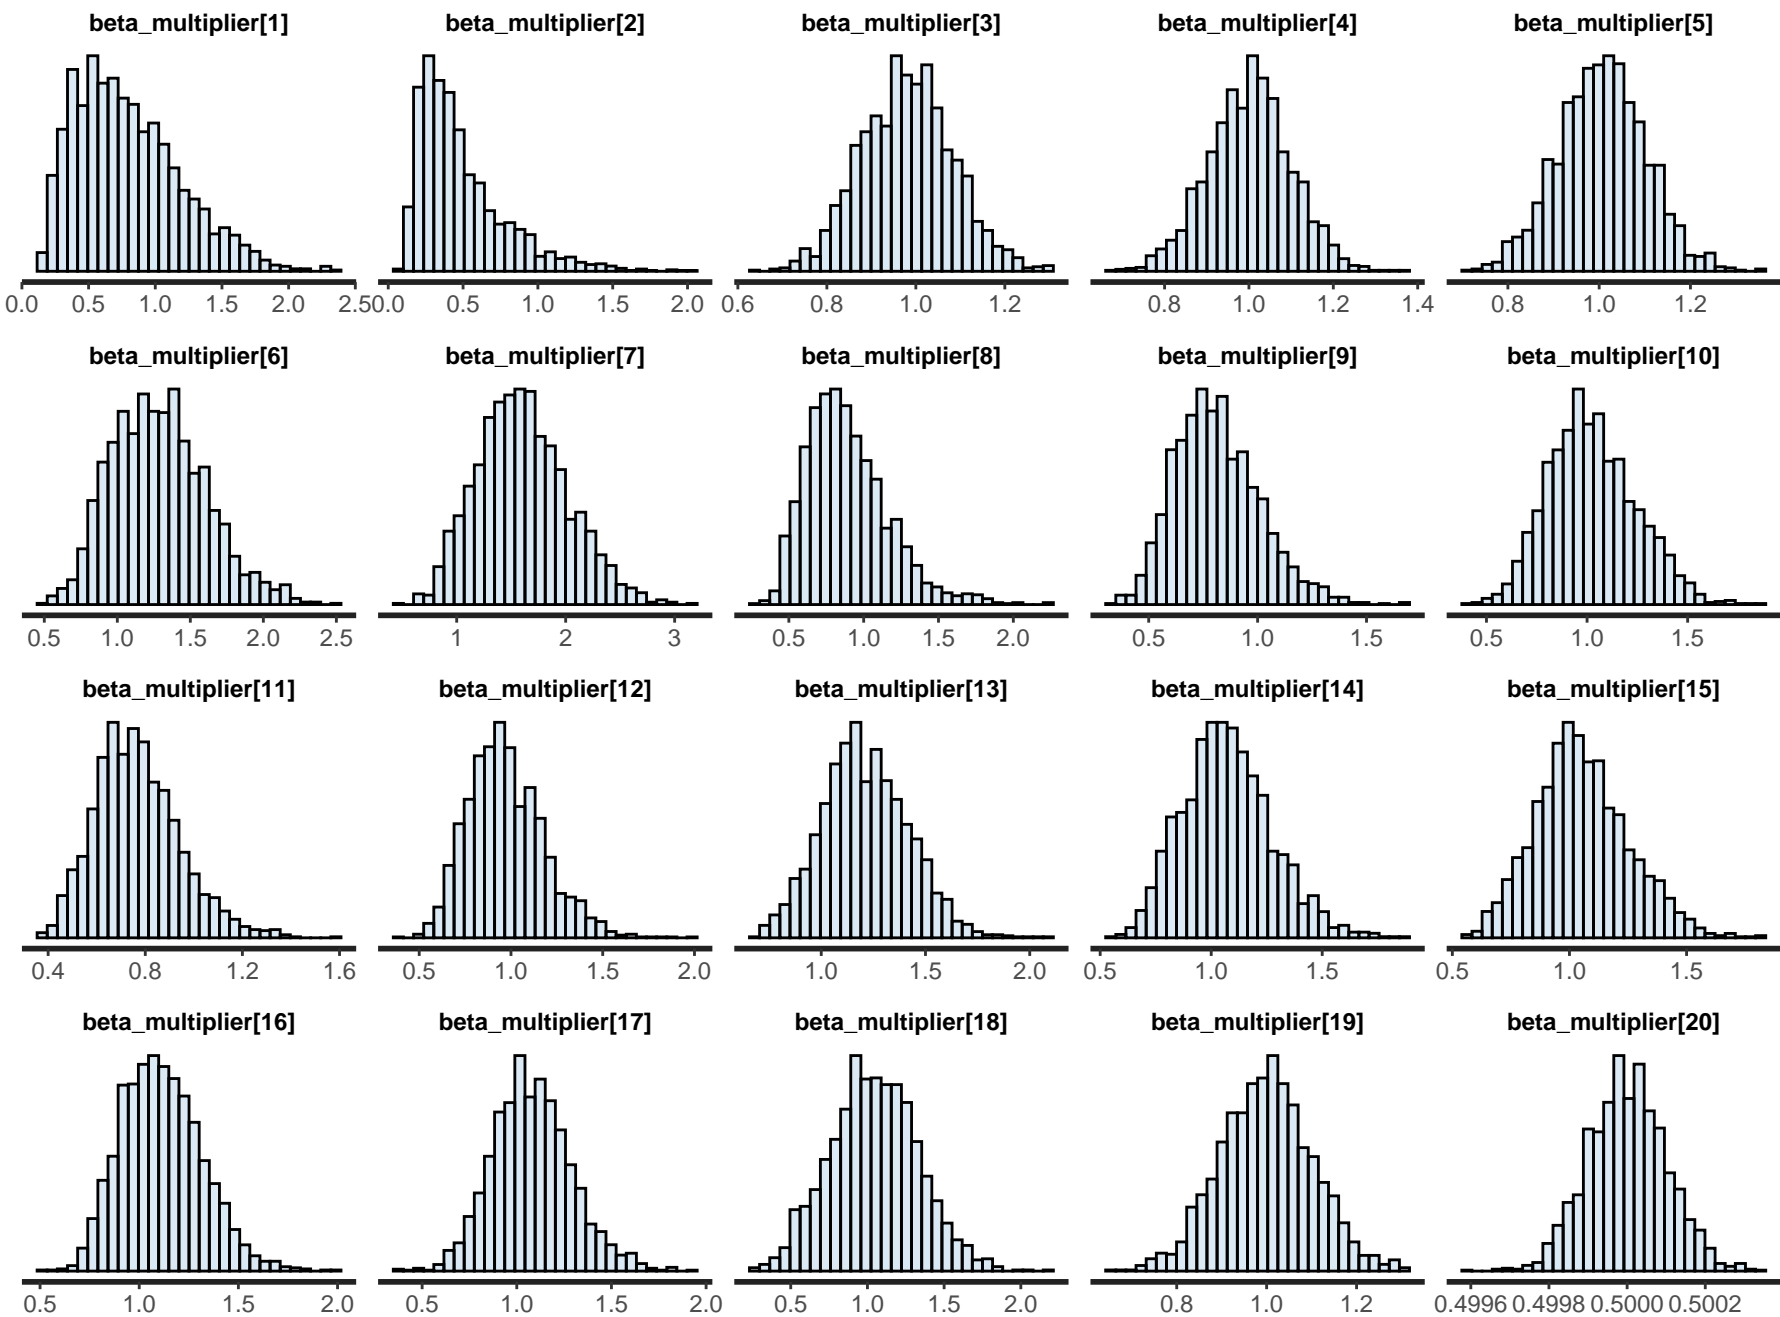 beta_multiplier[1] beta_multiplier[2] beta_multiplier[3] beta_multiplier[4] beta_multiplier[5]
0.0 0.5 1.0 1.5 2.0 2.5 0.0 0.5 1.0 1.5 2.0 0.6 0.8 1.0 1.2 0.8 1.0 1.2 1.4 0.8 1.0 1.2
beta_multiplier[6] beta_multiplier[7] beta_multiplier[8] beta_multiplier[9] beta_multiplier[10]
0.5 1.0 1.5 2.0 2.5 1 2 3 0.5 1.0 1.5 2.0 0.5 1.0 1.5 0.5 1.0 1.5
beta_multiplier[11] beta_multiplier[12] beta_multiplier[13] beta_multiplier[14] beta_multiplier[15]
0.4 0.8 1.2 1.6 0.5 1.0 1.5 2.0 1.0 1.5 2.0 0.5 1.0 1.5 0.5 1.0 1.5
beta_multiplier[16] beta_multiplier[17] beta_multiplier[18] beta_multiplier[19] beta_multiplier[20]
0.5 1.0 1.5 2.0 0.5 1.0 1.5 2.0 0.5 1.0 1.5 2.0 0.8 1.0 1.2 0.4996 0.4998 0.5000 0.5002